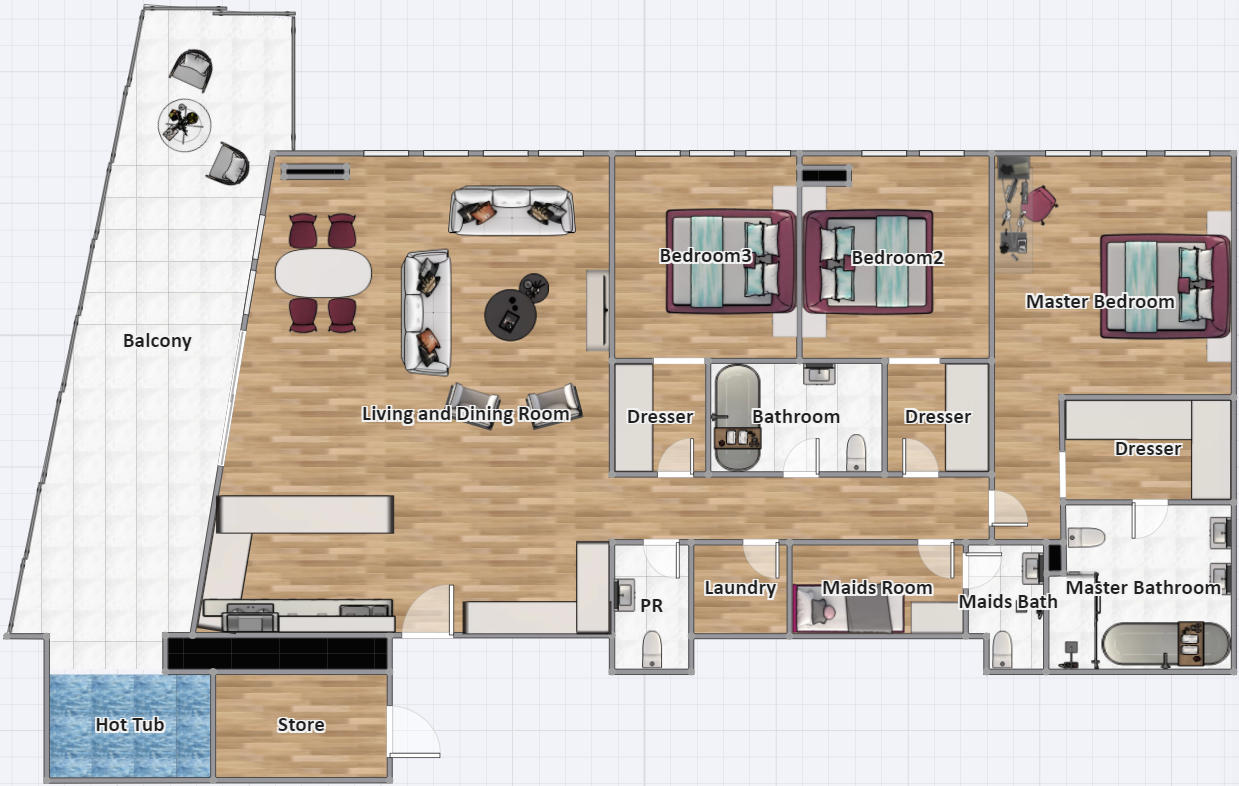 Bedroom3
Bedroom2
Master Bedroom
Balcony
Living and Dining Room
Dresser
Bathroom
Dresser
Dresser
PR
Laundry
Maids Room
Maids Bath
Master Bathroom
Hot Tub
Store